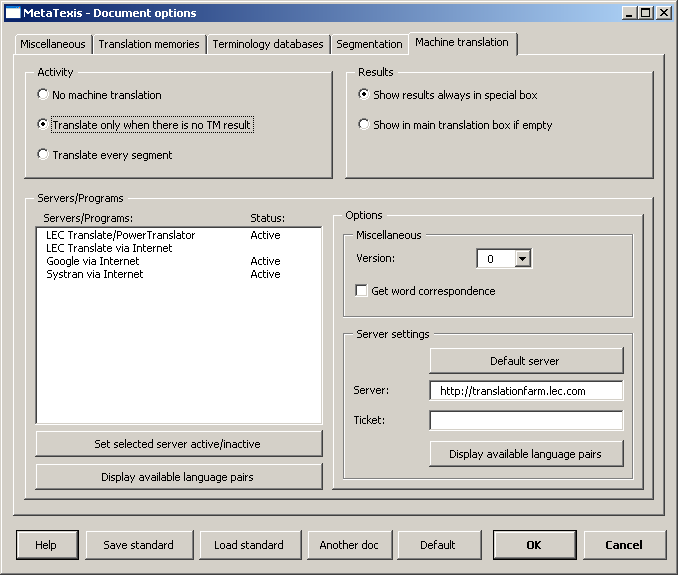 MetaTexis - Document options
Miscellaneous Translation memories Terminology databases Segmentation Machine translation
Activity
No machine translation
Translate only when there is no TM result
Translate every segment
Results
Show results always in special box
Show in main translation box if empty
Servers/Programs
Servers/Programs: Status:
LEC Translate/PowerTranslator Active
LEC Translate via Internet
Google via Internet Active
Systran via Internet Active
Set selected server active/inactive
Display available language pairs
Options
Miscellaneous
Version: 0
Get word correspondence
Server settings
Default server
Server: http://translationfarm.lec.com
Ticket:
Display available language pairs
Help Save standard Load standard Another doc Default OK Cancel